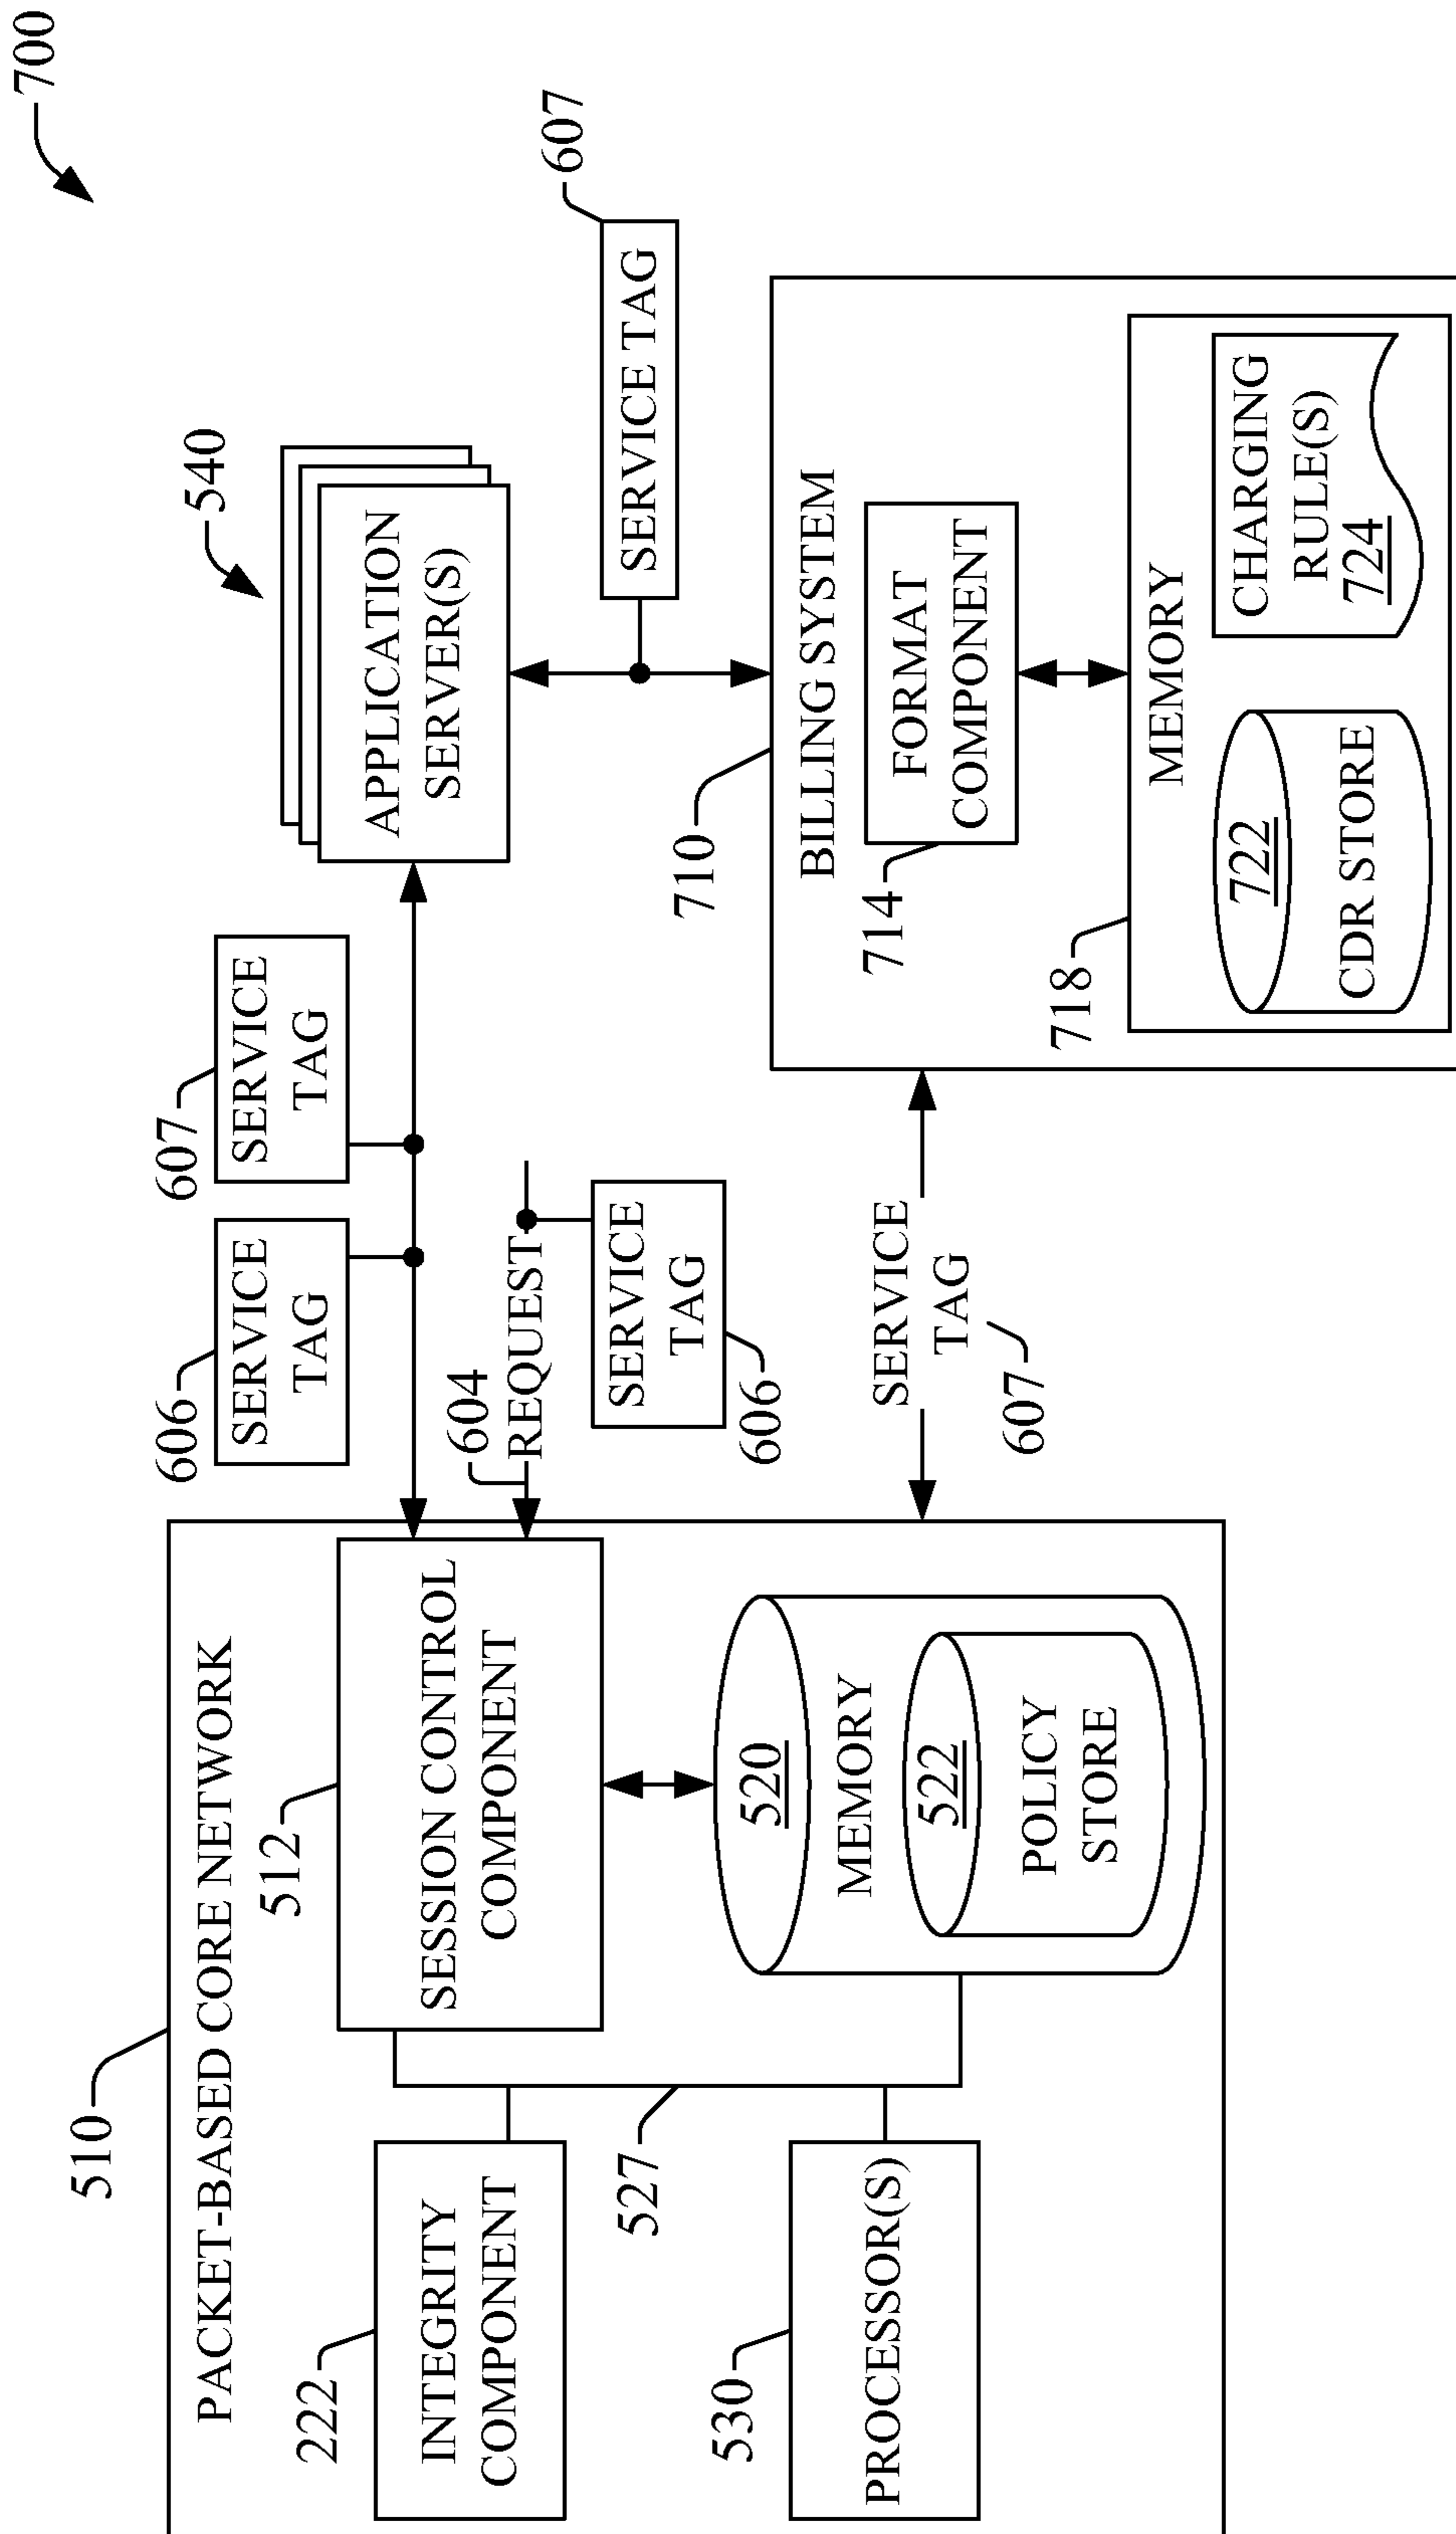 700
540
607
606
607
SERVICE
TAG
SERVICE
TAG
APPLICATION
SERVER(S)
SERVICE TAG
510
PACKET-BASED CORE NETWORK
512
SESSION CONTROL
COMPONENT
222
INTEGRITY
COMPONENT
604
REQUEST
SERVICE
TAG
606
527
530
PROCESSOR(S)
520
MEMORY
522
POLICY
STORE
SERVICE
TAG
607
710
BILLING SYSTEM
714
FORMAT
COMPONENT
718
MEMORY
722
CDR STORE
CHARGING
RULE(S)
724